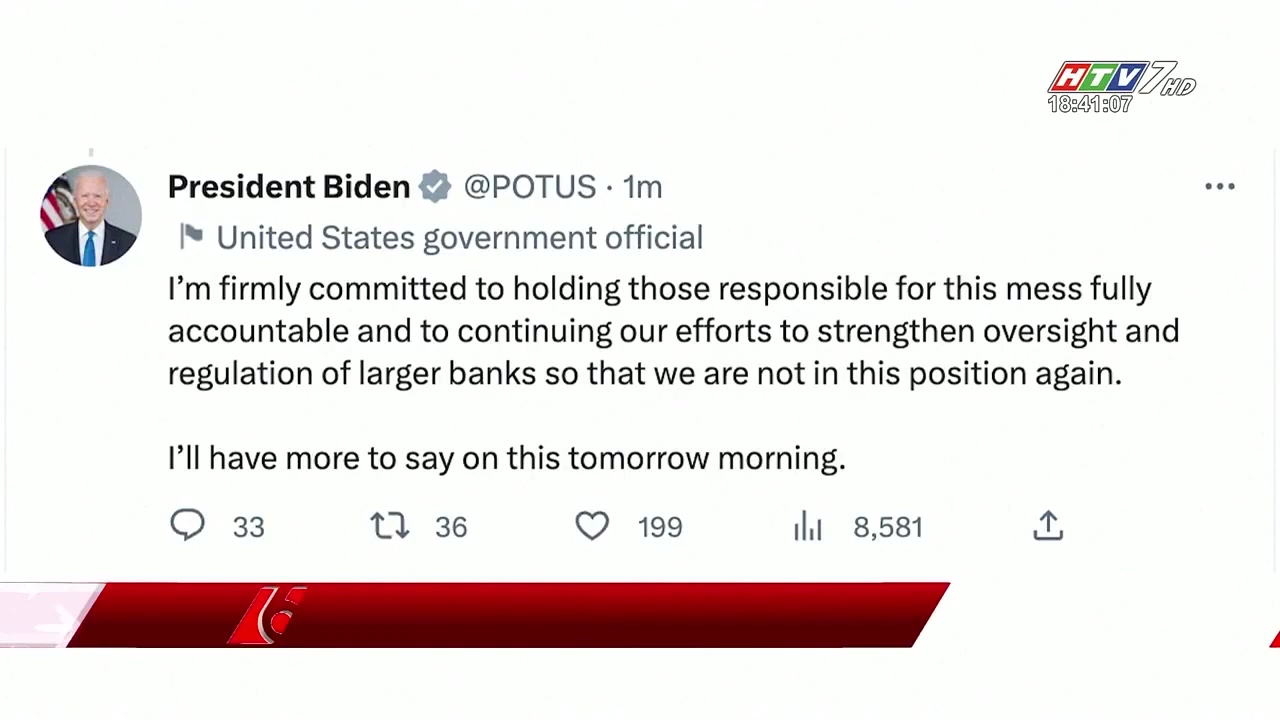 HTV7 HD
18:41:07
President Biden @POTUS · 1m
United States government official
I’m firmly committed to holding those responsible for this mess fully
accountable and to continuing our efforts to strengthen oversight and
regulation of larger banks so that we are not in this position again.
I’ll have more to say on this tomorrow morning.
33 36 199 8,581